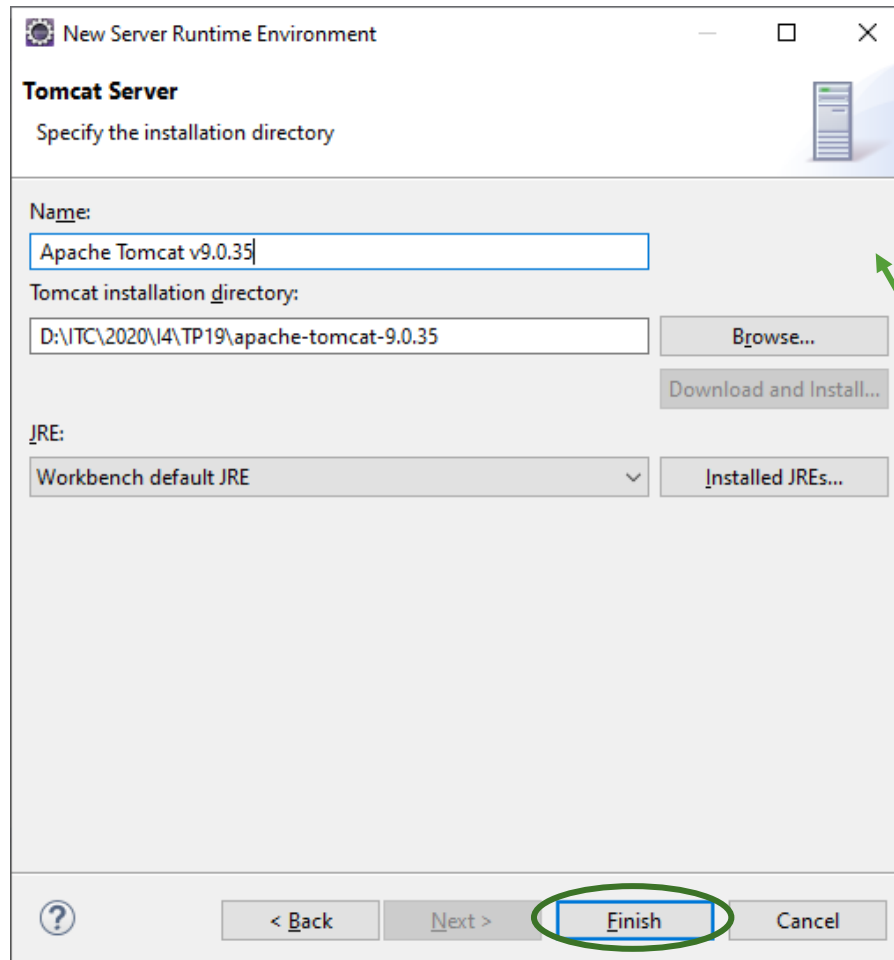 New Server Runtime Environment
Tomcat Server
Specify the installation directory
Name:
Apache Tomcat v9.0.35
Tomcat installation directory:
D:\ITC\2020\I4\TP19\apache-tomcat-9.0.35
Browse...
Download and Install...
JRE:
Workbench default JRE
Installed JREs...
?
< Back
Next >
Finish
Cancel